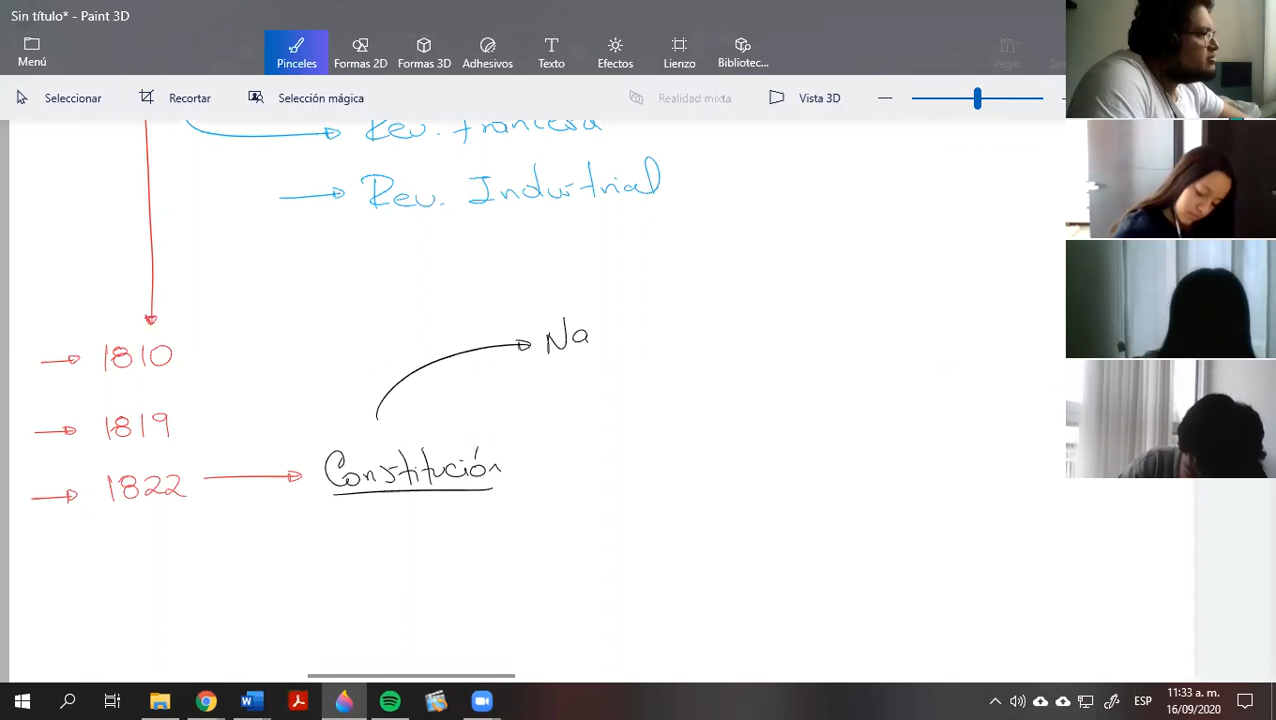 Sin título* - Paint 3D
Menú
Pinceles
Formas 2D
Formas 3D
Adhesivos
Texto
Efectos
Lienzo
Bibliotec...
Pegar
Seleccionar
Recortar
Selección mágica
Realidad mixta
Vista 3D
Rev. francesa
Rev. Industrial
Na
1810
1819
1822
Constitución
ESP
11:33 a. m.
16/09/2020